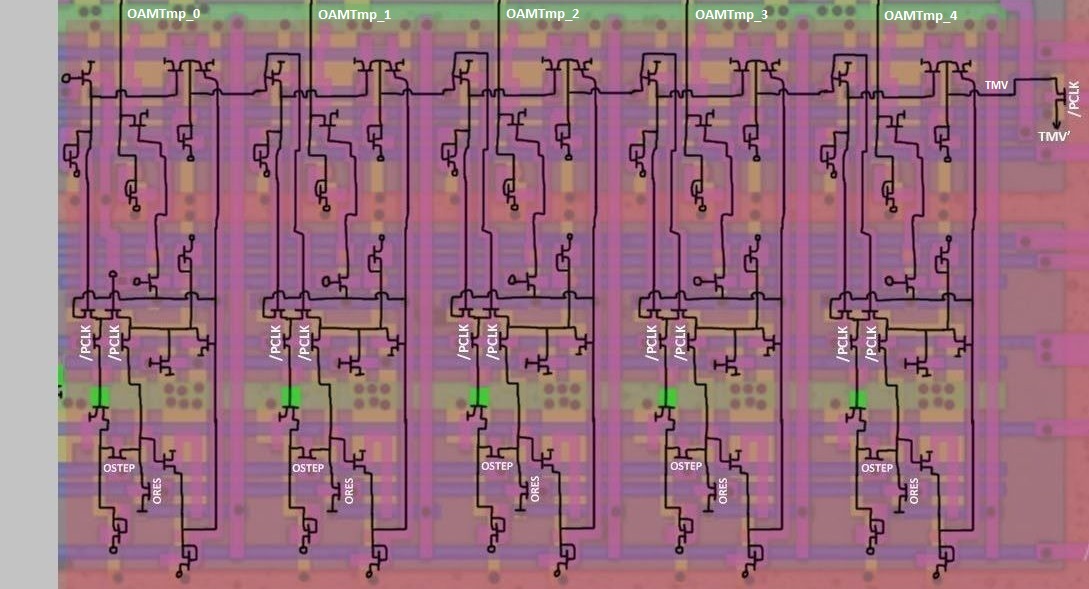 OAMTmp_0
OAMTmp_1
OAMTmp_2
OAMTmp_3
OAMTmp_4
TMV
/PCLK
TMV'
/PCLK
/PCLK
/PCLK
/PCLK
/PCLK
/PCLK
/PCLK
/PCLK
/PCLK
/PCLK
OSTEP
ORES
OSTEP
ORES
OSTEP
ORES
OSTEP
ORES
OSTEP
ORES